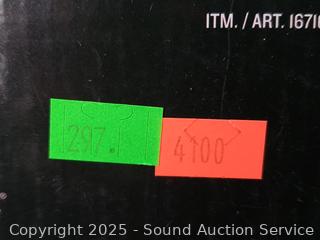 ITM. / ART. 1671
297.
4100
®
Copyright 2025 - Sound Auction Service